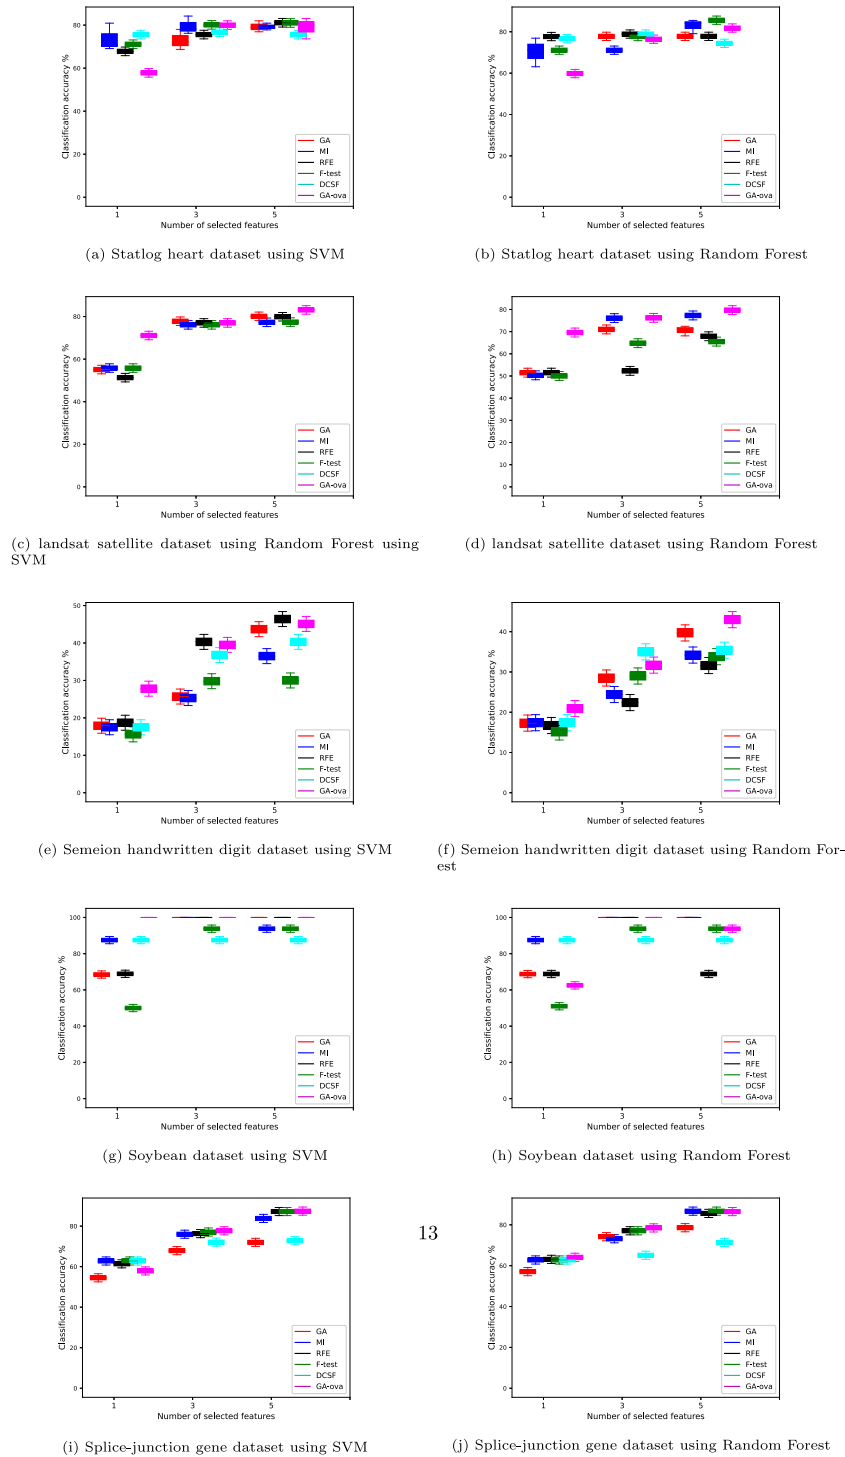 80
60
40
20
0
Classification accuracy %
GA
MI
RFE
F-test
DCSF
GA-ova
1 3 5
Number of selected features
(a) Statlog heart dataset using SVM
80
60
40
20
0
Classification accuracy %
GA
MI
RFE
F-test
DCSF
GA-ova
1 3 5
Number of selected features
(b) Statlog heart dataset using Random Forest
80
60
40
20
0
Classification accuracy %
GA
MI
RFE
F-test
DCSF
GA-ova
1 3 5
Number of selected features
(c) landsat satellite dataset using Random Forest using
SVM
80
70
60
50
40
30
20
10
0
Classification accuracy %
GA
MI
RFE
F-test
DCSF
GA-ova
1 3 5
Number of selected features
(d) landsat satellite dataset using Random Forest
50
40
30
20
10
0
Classification accuracy %
GA
MI
RFE
F-test
DCSF
GA-ova
1 3 5
Number of selected features
(e) Semeion handwritten digit dataset using SVM
40
30
20
10
0
Classification accuracy %
GA
MI
RFE
F-test
DCSF
GA-ova
1 3 5
Number of selected features
(f) Semeion handwritten digit dataset using Random For-
est
100
80
60
40
20
0
Classification accuracy %
GA
MI
RFE
F-test
DCSF
GA-ova
1 3 5
Number of selected features
(g) Soybean dataset using SVM
100
80
60
40
20
0
Classification accuracy %
GA
MI
RFE
F-test
DCSF
GA-ova
1 3 5
Number of selected features
(h) Soybean dataset using Random Forest
80
60
40
20
0
Classification accuracy %
GA
MI
RFE
F-test
DCSF
GA-ova
1 3 5
Number of selected features
(i) Splice-junction gene dataset using SVM
13
80
60
40
20
0
Classification accuracy %
GA
MI
RFE
F-test
DCSF
GA-ova
1 3 5
Number of selected features
(j) Splice-junction gene dataset using Random Forest